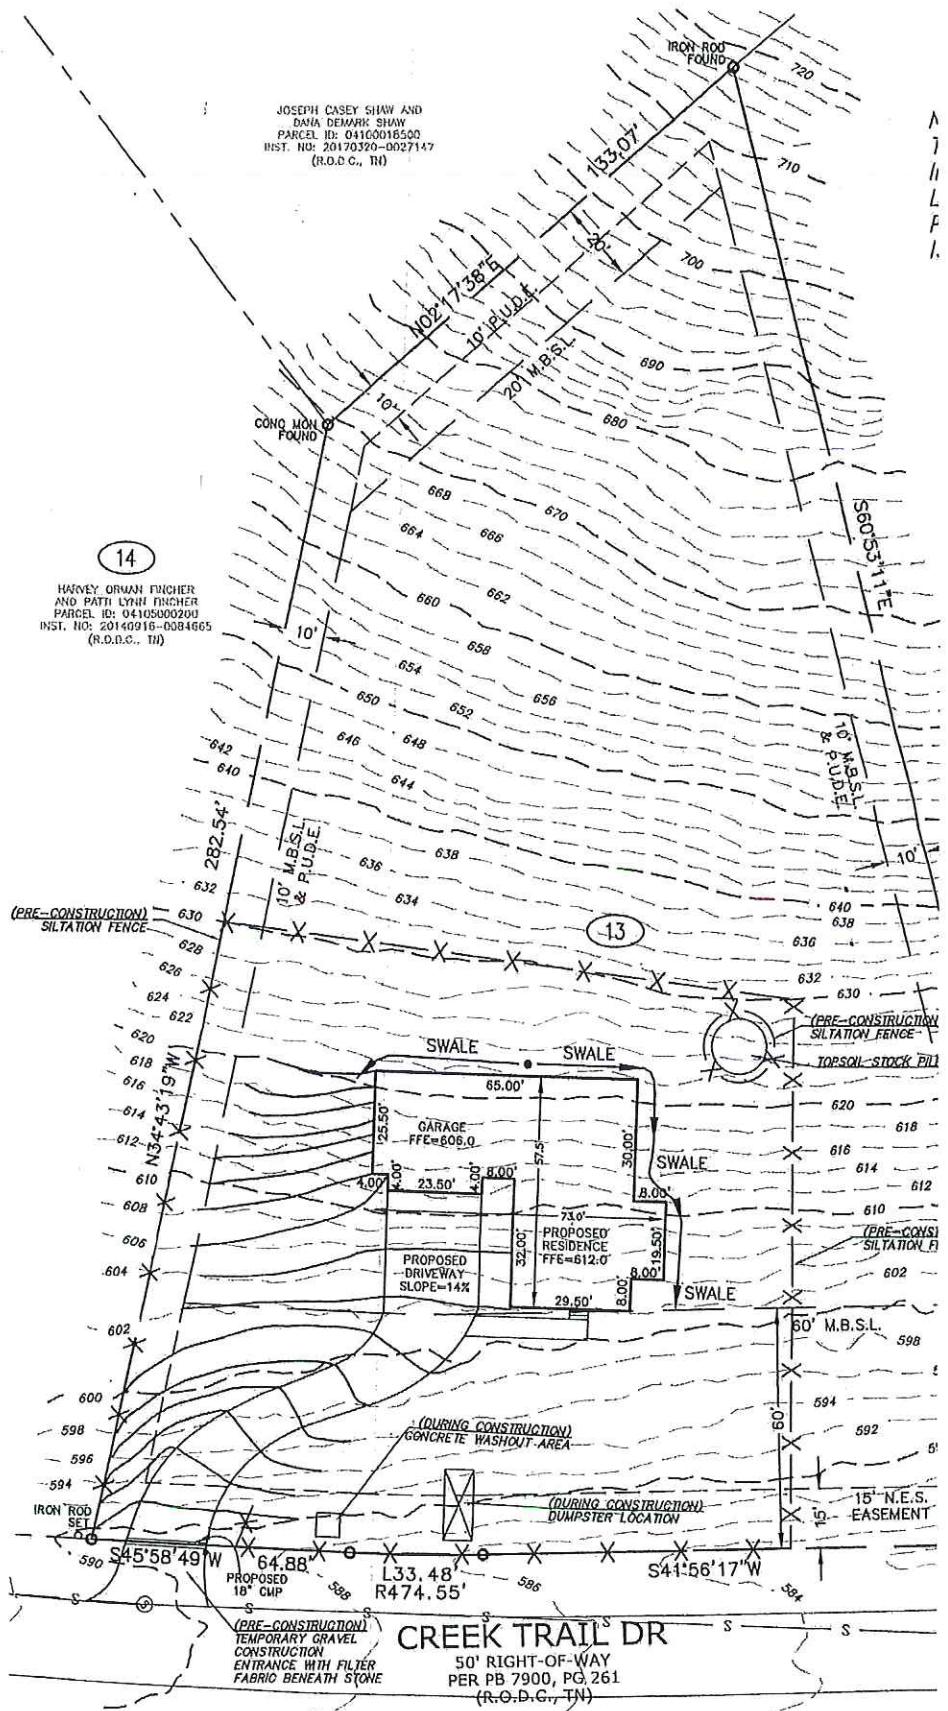 IRON ROD
FOUND
720
JOSEPH CASEY SHAW AND
DANA DEMARK SHAW
PARCEL ID: 04100018500
INST. NO: 20170320-0027147
(R.O.D.C., TN)
133.07'
710
20'
700
N02°17'38"E
10' P.U.D.E.
20' M.B.S.L.
690
10'
680
CONC MON
FOUND
668
670
664
666
S60°53'11"E
14
HARVEY ORMAN FINCHER
AND PATTI LYNN FINCHER
PARCEL ID: 04105000200
INST. NO: 20140916-0084665
(R.O.D.C., TN)
662
660
10'
658
654
650
656
652
10' M.B.S.L.
& P.U.D.E.
642
646
648
640
644
282.54'
10' M.B.S.L.
& P.U.D.E.
638
636
10'
632
634
640
(PRE-CONSTRUCTION)
SILTATION FENCE
630
638
13
628
636
626
632
624
630
622
(PRE-CONSTRUCTION
SILTATION FENCE
620
SWALE
SWALE
618
TOPSOIL STOCK PIL
616
65.00'
N34°43'19"W
614
25.50'
GARAGE
FFE=606.0
57.5'
30.00'
620
618
612
616
SWALE
610
614
4.00'
4.00'
23.50'
4.00'
8.00'
612
608
8.00'
610
73.0'
606
PROPOSED
RESIDENCE
FFE=612.0
32.00'
19.50'
(PRE-CONST
SILTATION F
604
PROPOSED
DRIVEWAY
SLOPE=14%
8.00'
602
SWALE
29.50'
8.00'
60' M.B.S.L.
602
598
600
594
60'
598
(DURING CONSTRUCTION)
CONCRETE WASHOUT AREA
592
596
594
15' N.E.S.
EASEMENT
15'
(DURING CONSTRUCTION)
DUMPSTER LOCATION
IRON ROD
SET
590
S45°58'49"W
64.88'
L33.48'
R474.55'
S41°56'17"W
PROPOSED
18" CMP
588
586
584
S S S S S S
(PRE-CONSTRUCTION)
TEMPORARY GRAVEL
CONSTRUCTION
ENTRANCE WITH FILTER
FABRIC BENEATH STONE
CREEK TRAIL DR
50' RIGHT-OF-WAY
PER PB 7900, PG 261
(R.O.D.C., TN)